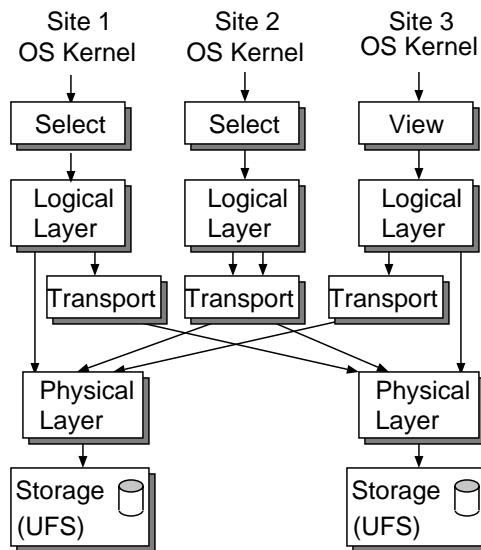 Site 1
OS Kernel
Site 2
OS Kernel
Site 3
OS Kernel
Select
Select
View
Logical
Layer
Logical
Layer
Logical
Layer
Transport
Transport
Transport
Physical
Layer
Physical
Layer
Storage
(UFS)
Storage
(UFS)